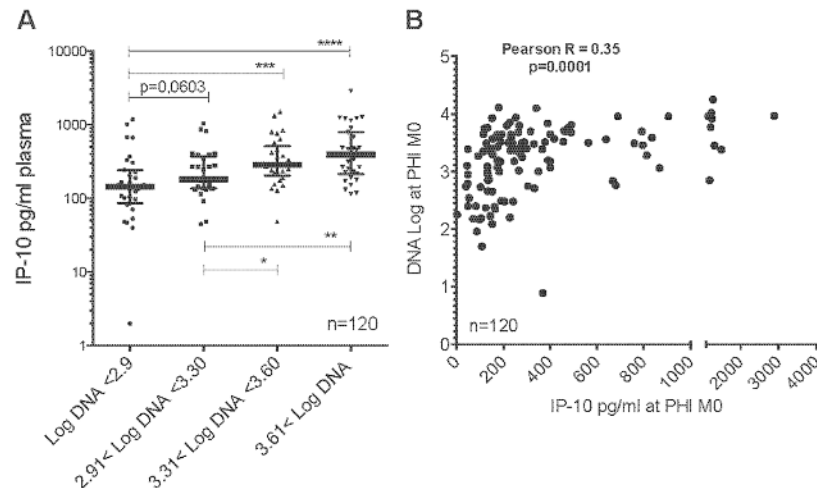 A
10000
1000
100
10
1
IP-10 pg/ml plasma
****
***
p=0,0603
**
*
n=120
Log DNA <2.9
2.91< Log DNA <3.30
3.31< Log DNA <3.60
3.61< Log DNA
B
Pearson R = 0.35
p=0.0001
5
4
3
2
1
0
DNA Log at PHI M0
n=120
0 200 400 600 800 1000 2000 3000 4000
IP-10 pg/ml at PHI M0